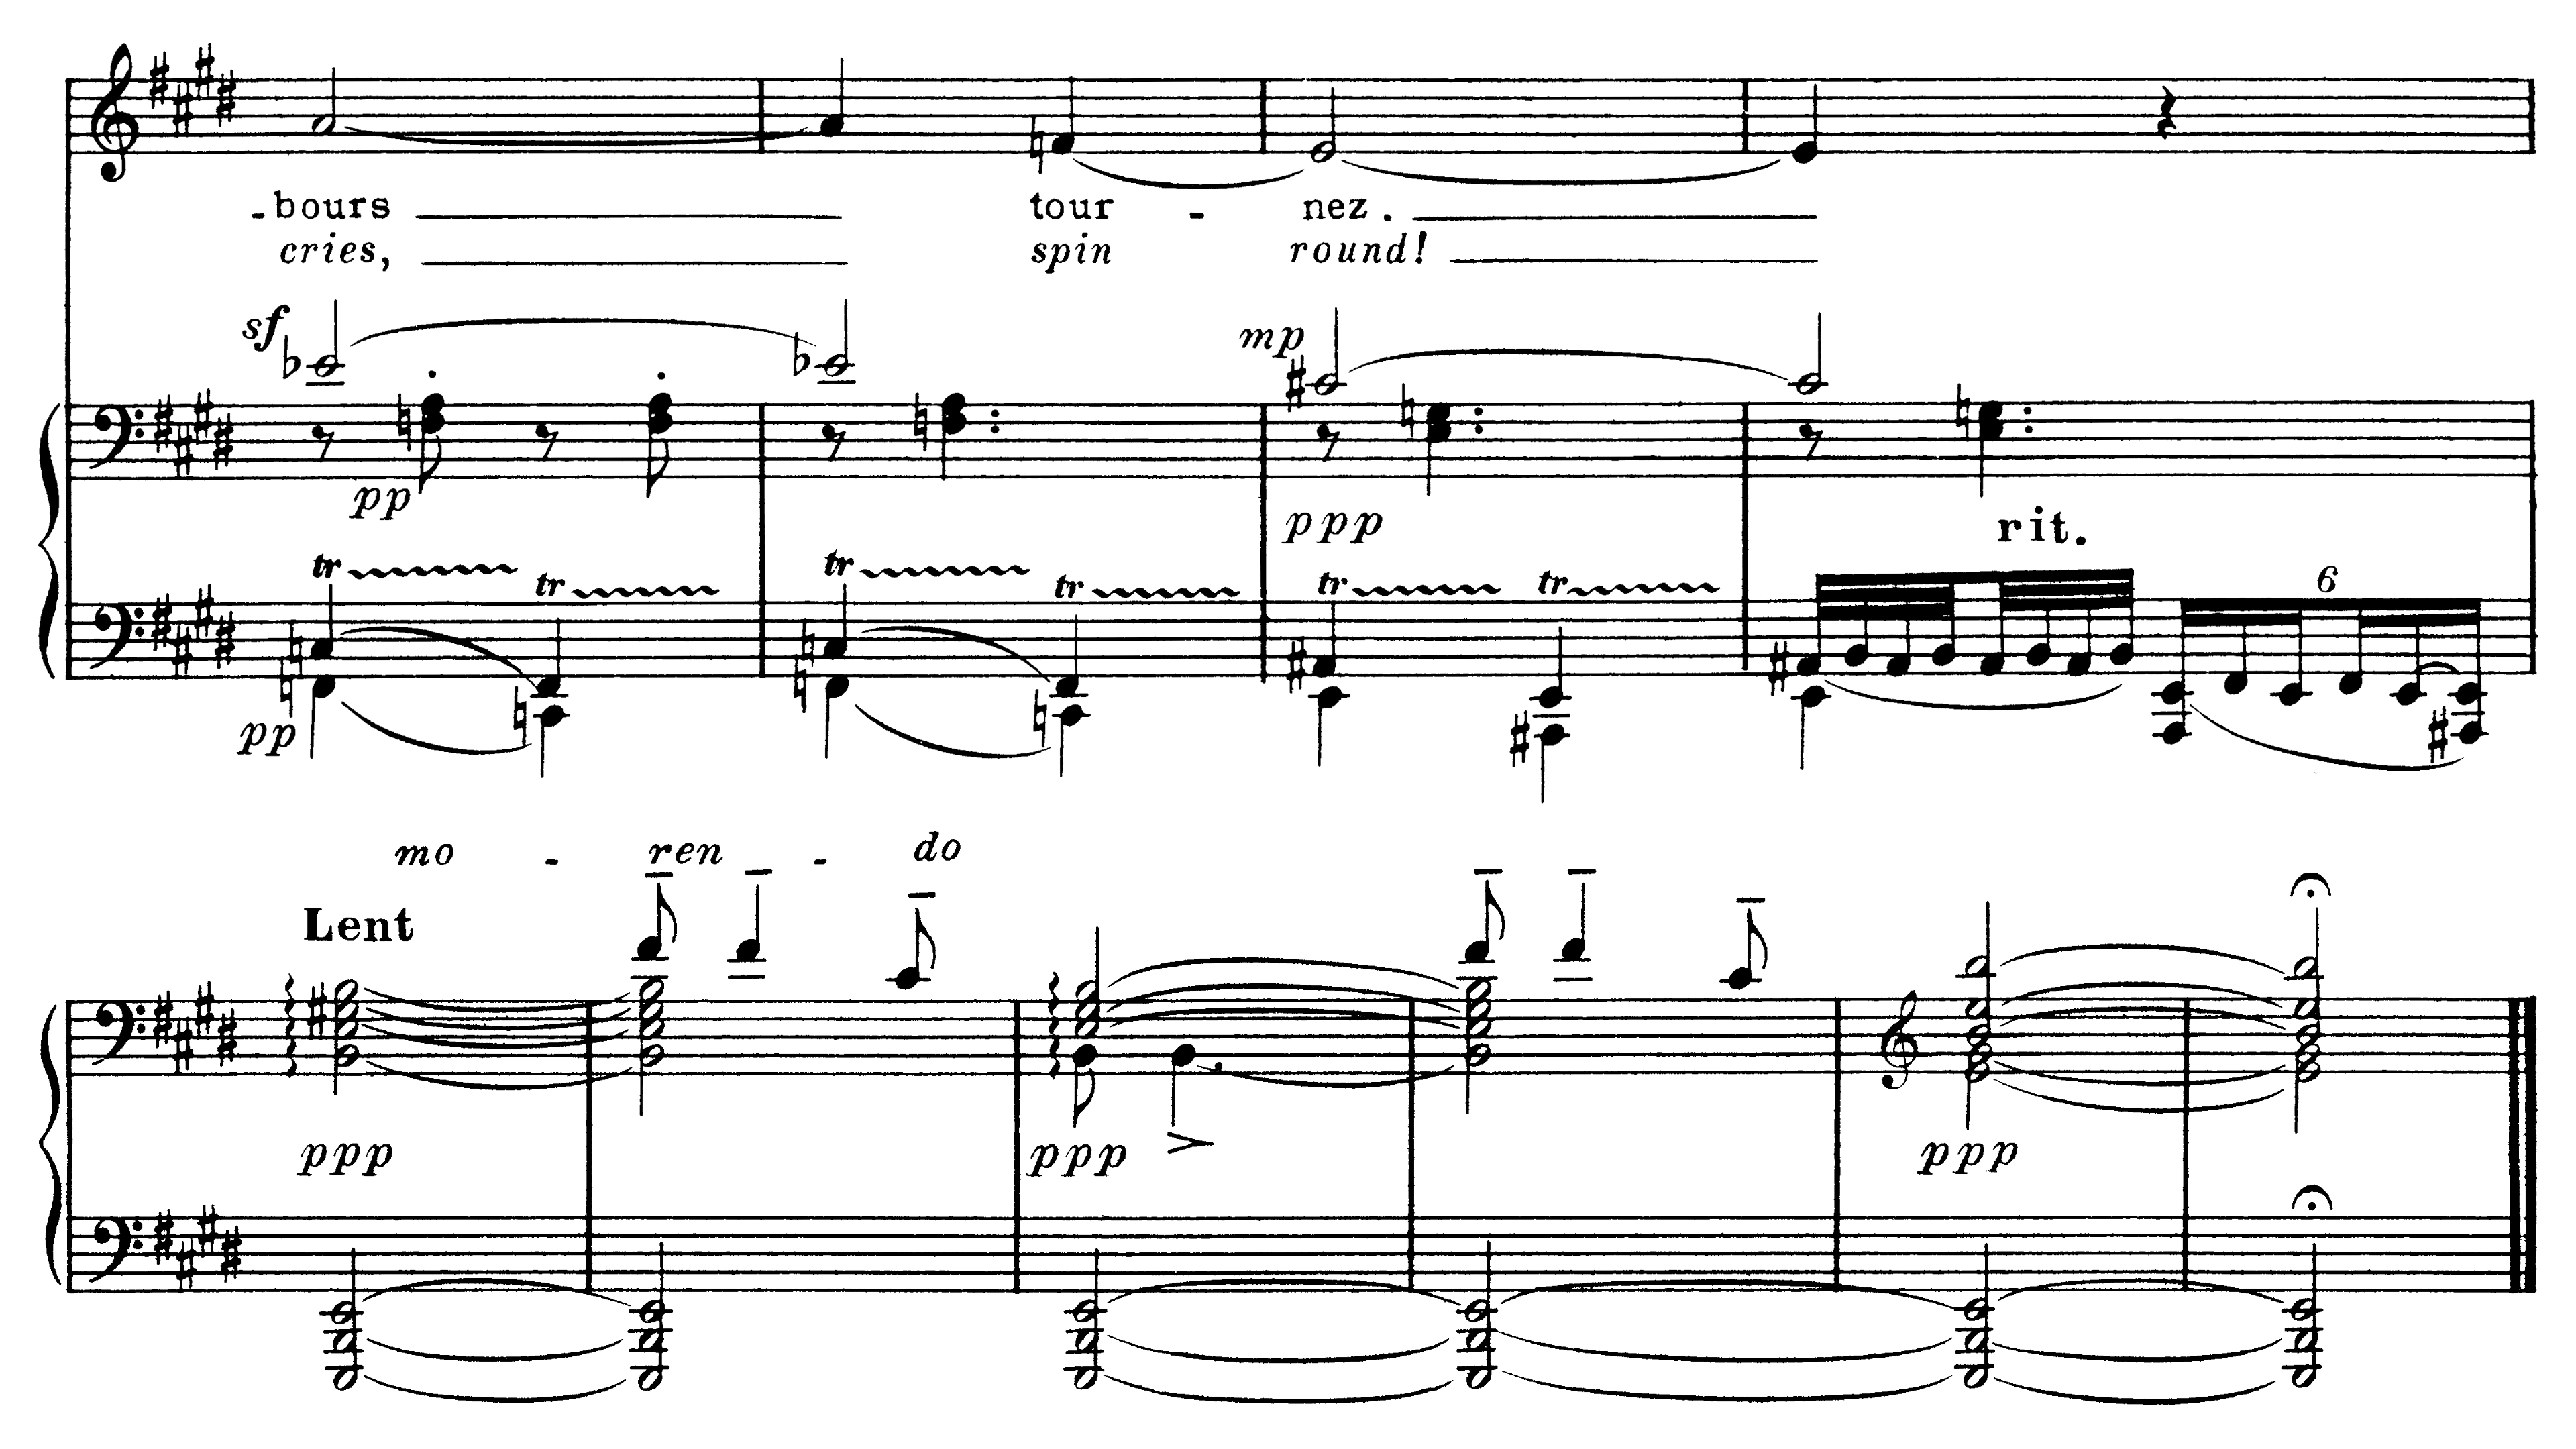 -bours tour - nez.
cries, spin round!
sf
mp
pp
ppp
rit.
tr tr tr tr tr tr
6
pp
mo - ren - do
Lent
ppp ppp > ppp